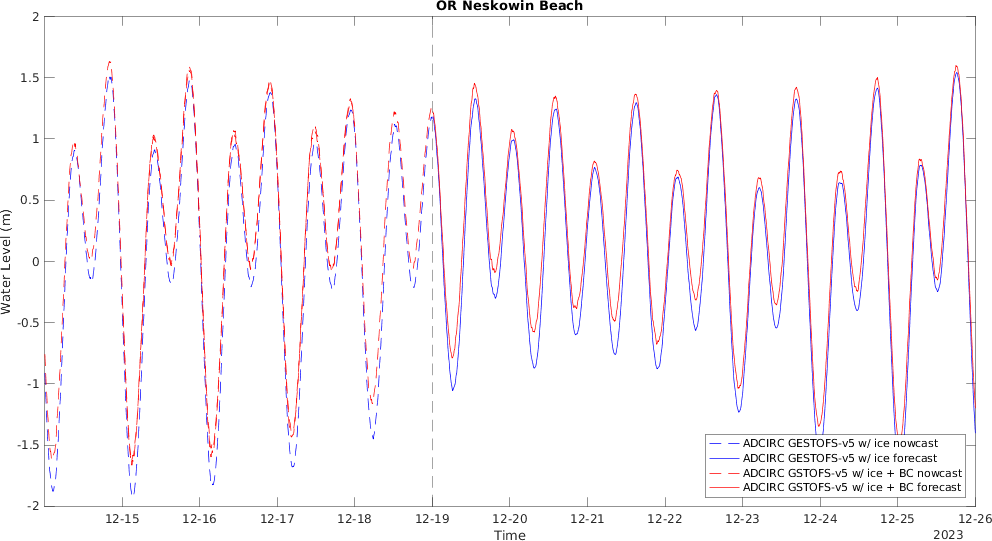 OR Neskowin Beach
2
1.5
1
0.5
0
-0.5
-1
-1.5
-2
Water Level (m)
ADCIRC GESTOFS-v5 w/ ice nowcast
ADCIRC GESTOFS-v5 w/ ice forecast
ADCIRC GSTOFS-v5 w/ ice + BC nowcast
ADCIRC GSTOFS-v5 w/ ice + BC forecast
12-15 12-16 12-17 12-18 12-19 12-20 12-21 12-22 12-23 12-24 12-25 12-26
Time
2023